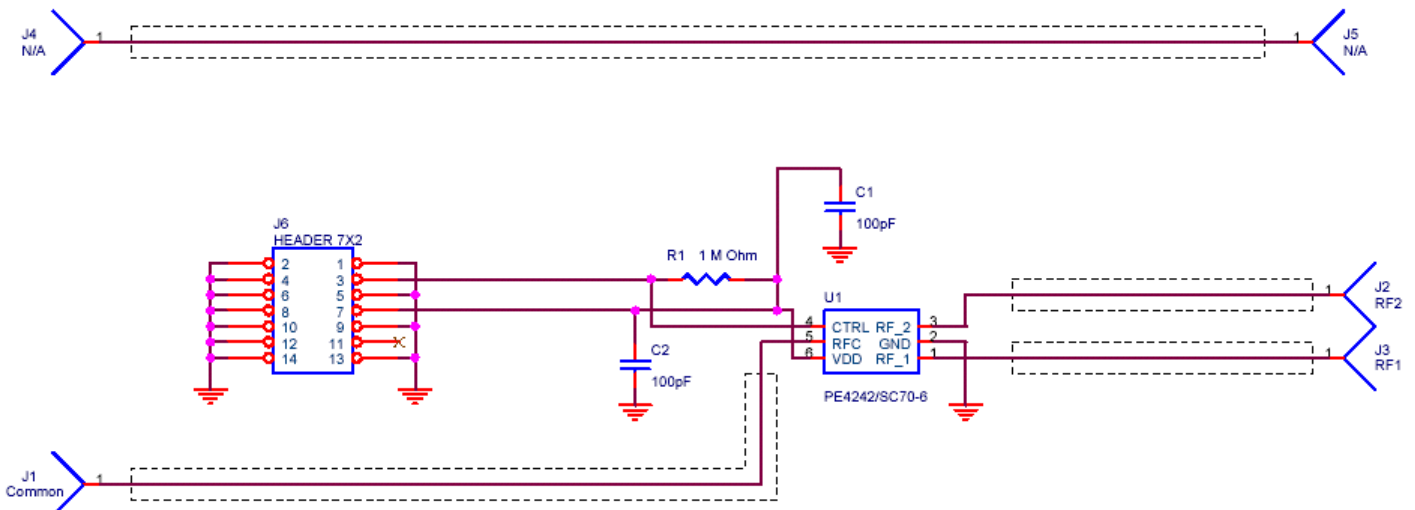 J4
N/A
1
1
J5
N/A
C1
100pF
J6
HEADER 7X2
R1 1 M Ohm
2 1
4 3
6 5
8 7
10 9
12 11
14 13
C2
100pF
U1
4 CTRL RF_2 3
5 RFC GND 2
6 VDD RF_1 1
PE4242/SC70-6
1
J2
RF2
1
J3
RF1
J1
Common
1